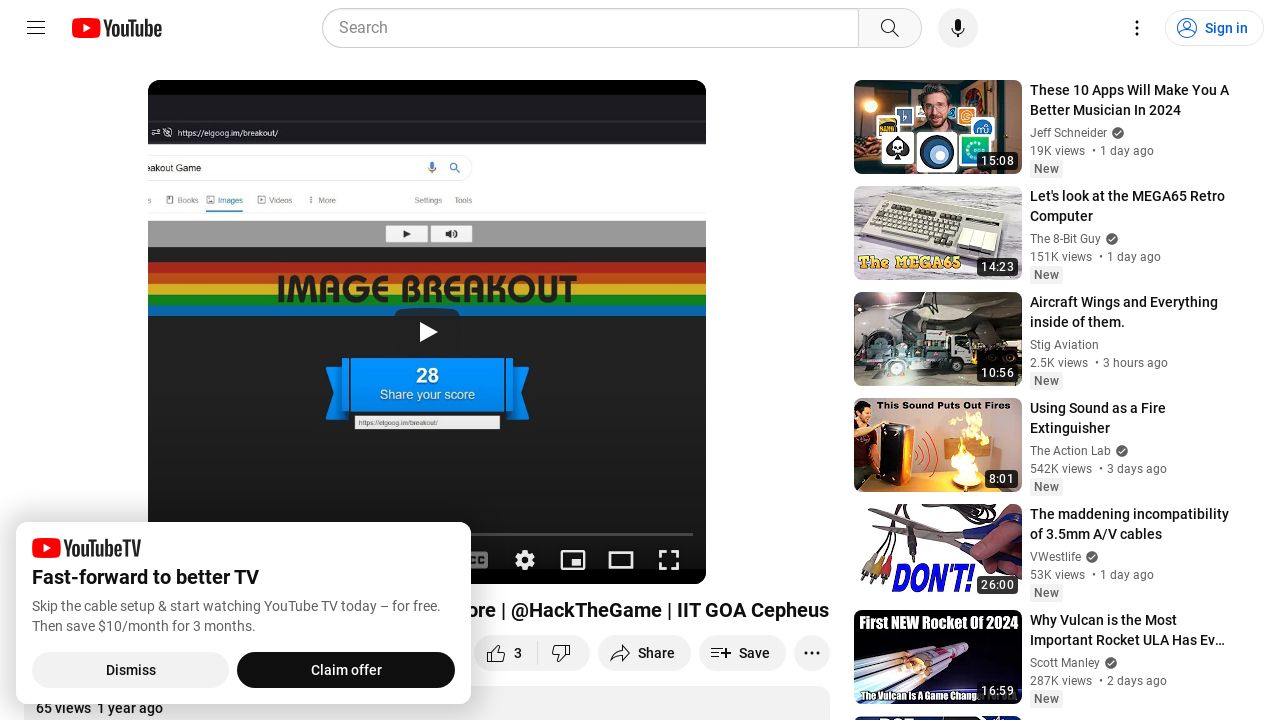 YouTube
Search
Sign in
https://elgoog.im/breakout/
eakout Game
s
Books
Images
Videos
More
Settings
Tools
IMAGE BREAKOUT
28
Share your score
https://elgoog.im/breakout/
CC
YouTubeTV
Fast-forward to better TV
Skip the cable setup & start watching YouTube TV today – for free.
Then save $10/month for 3 months.
Dismiss
Claim offer
ore | @HackTheGame | IIT GOA Cepheus
3
Share
Save
65 views 1 year ago
15:08
These 10 Apps Will Make You A
Better Musician In 2024
Jeff Schneider
19K views • 1 day ago
New
The MEGA65
14:23
Let's look at the MEGA65 Retro
Computer
The 8-Bit Guy
151K views • 1 day ago
New
10:56
Aircraft Wings and Everything
inside of them.
Stig Aviation
2.5K views • 3 hours ago
New
This Sound Puts Out Fires
8:01
Using Sound as a Fire
Extinguisher
The Action Lab
542K views • 3 days ago
New
DON'T!
26:00
The maddening incompatibility
of 3.5mm A/V cables
VWestlife
53K views • 1 day ago
New
First NEW Rocket Of 2024
The Vulcan Is A Game Changer
16:59
Why Vulcan is the Most
Important Rocket ULA Has Ev...
Scott Manley
287K views • 2 days ago
New